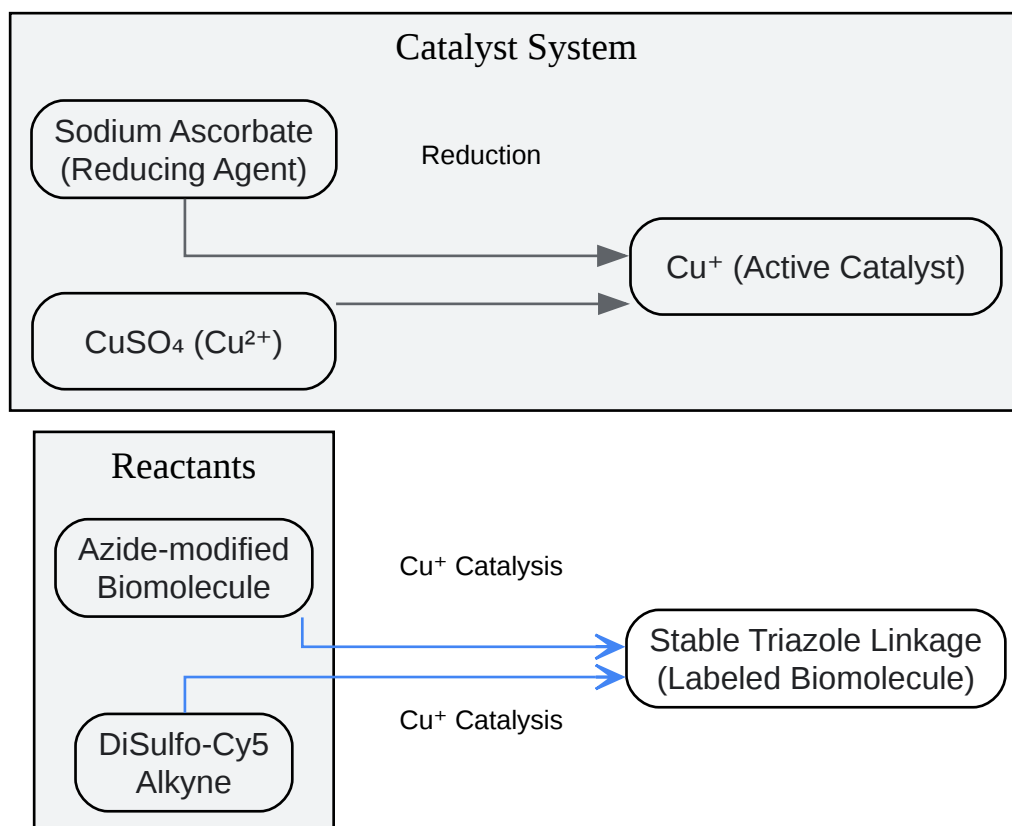 Catalyst System
Sodium Ascorbate
(Reducing Agent)
Reduction
Cu⁺ (Active Catalyst)
CuSO₄ (Cu²⁺)
Reactants
Azide-modified
Biomolecule
Cu⁺ Catalysis
Stable Triazole Linkage
(Labeled Biomolecule)
Cu⁺ Catalysis
DiSulfo-Cy5
Alkyne